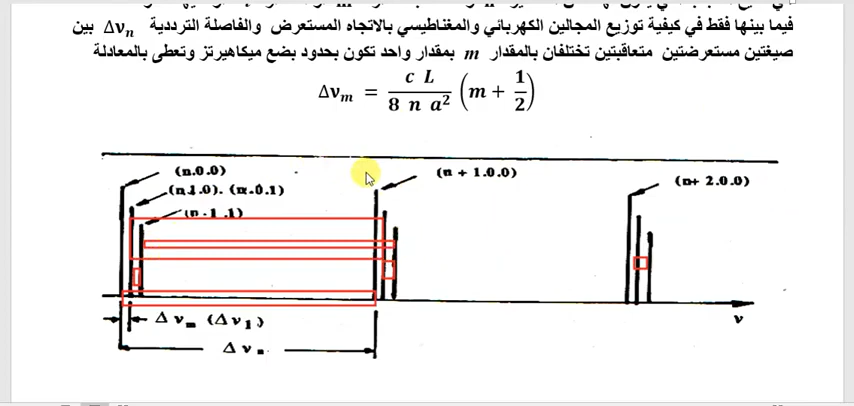 فيما بينها فقط في كيفية توزيع المجالين الكهربائي والمغناطيسي بالاتجاه المستعرض والفاصلة الترددية Δνn بين
صيغتين مستعرضتين متعاقبتين تختلفان بالمقدار m بمقدار واحد تكون بحدود بضع ميكاهيرتز وتعطى بالمعادلة
Δνm = c L / 8 n a² (m + 1/2)
(n.0.0)
(n.1.0). (n.0.1)
(n.1.1)
(n + 1.0.0)
(n+ 2.0.0)
Δ νm (Δν1)
ν
Δ νn